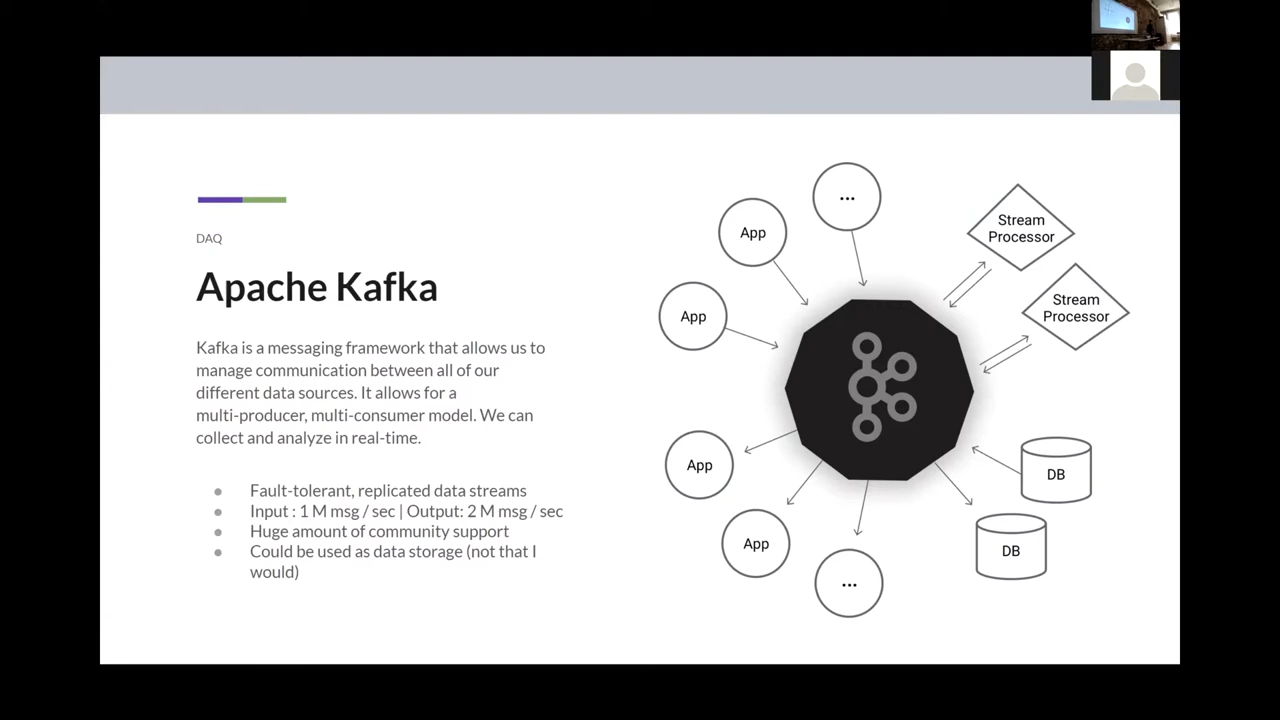 DAQ
Apache Kafka
Kafka is a messaging framework that allows us to
manage communication between all of our
different data sources. It allows for a
multi-producer, multi-consumer model. We can
collect and analyze in real-time.
● Fault-tolerant, replicated data streams
● Input : 1 M msg / sec | Output: 2 M msg / sec
● Huge amount of community support
● Could be used as data storage (not that I
would)
...
App
App
Stream
Processor
Stream
Processor
App
App
...
DB
DB